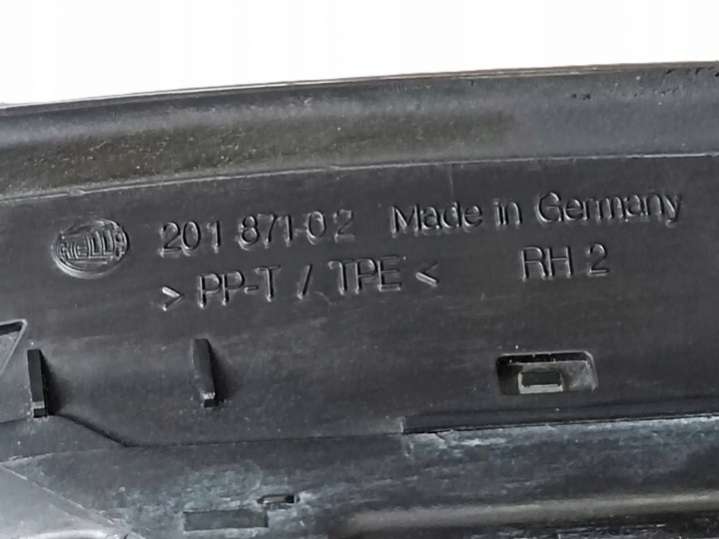 HELLA 201 871-02 Made in Germany
> PP-T / TPE < RH 2